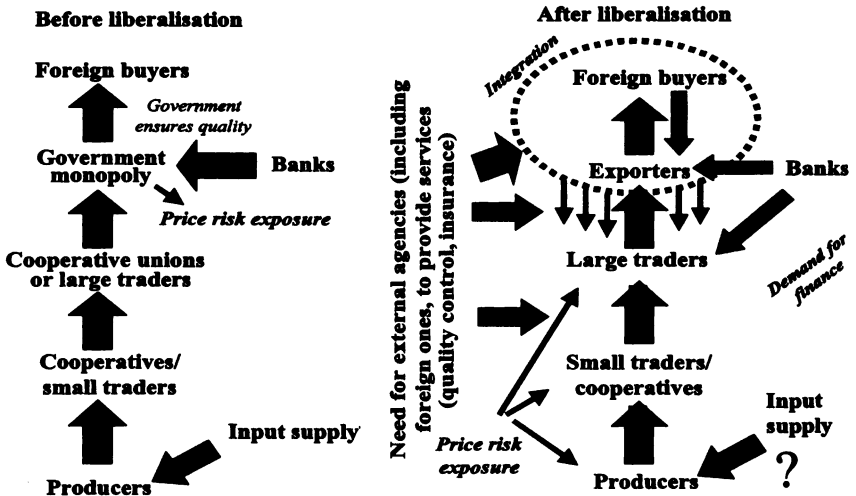 Before liberalisation
Foreign buyers
Government
ensures quality
Government
monopoly
Banks
Price risk exposure
Cooperative unions
or large traders
Cooperatives/
small traders
Input supply
Producers
After liberalisation
Integration
Foreign buyers
Need for external agencies (including
foreign ones, to provide services
(quality control, insurance)
Exporters
Banks
Large traders
Demand for
finance
Small traders/
cooperatives
Input
supply
?
Price risk
exposure
Producers